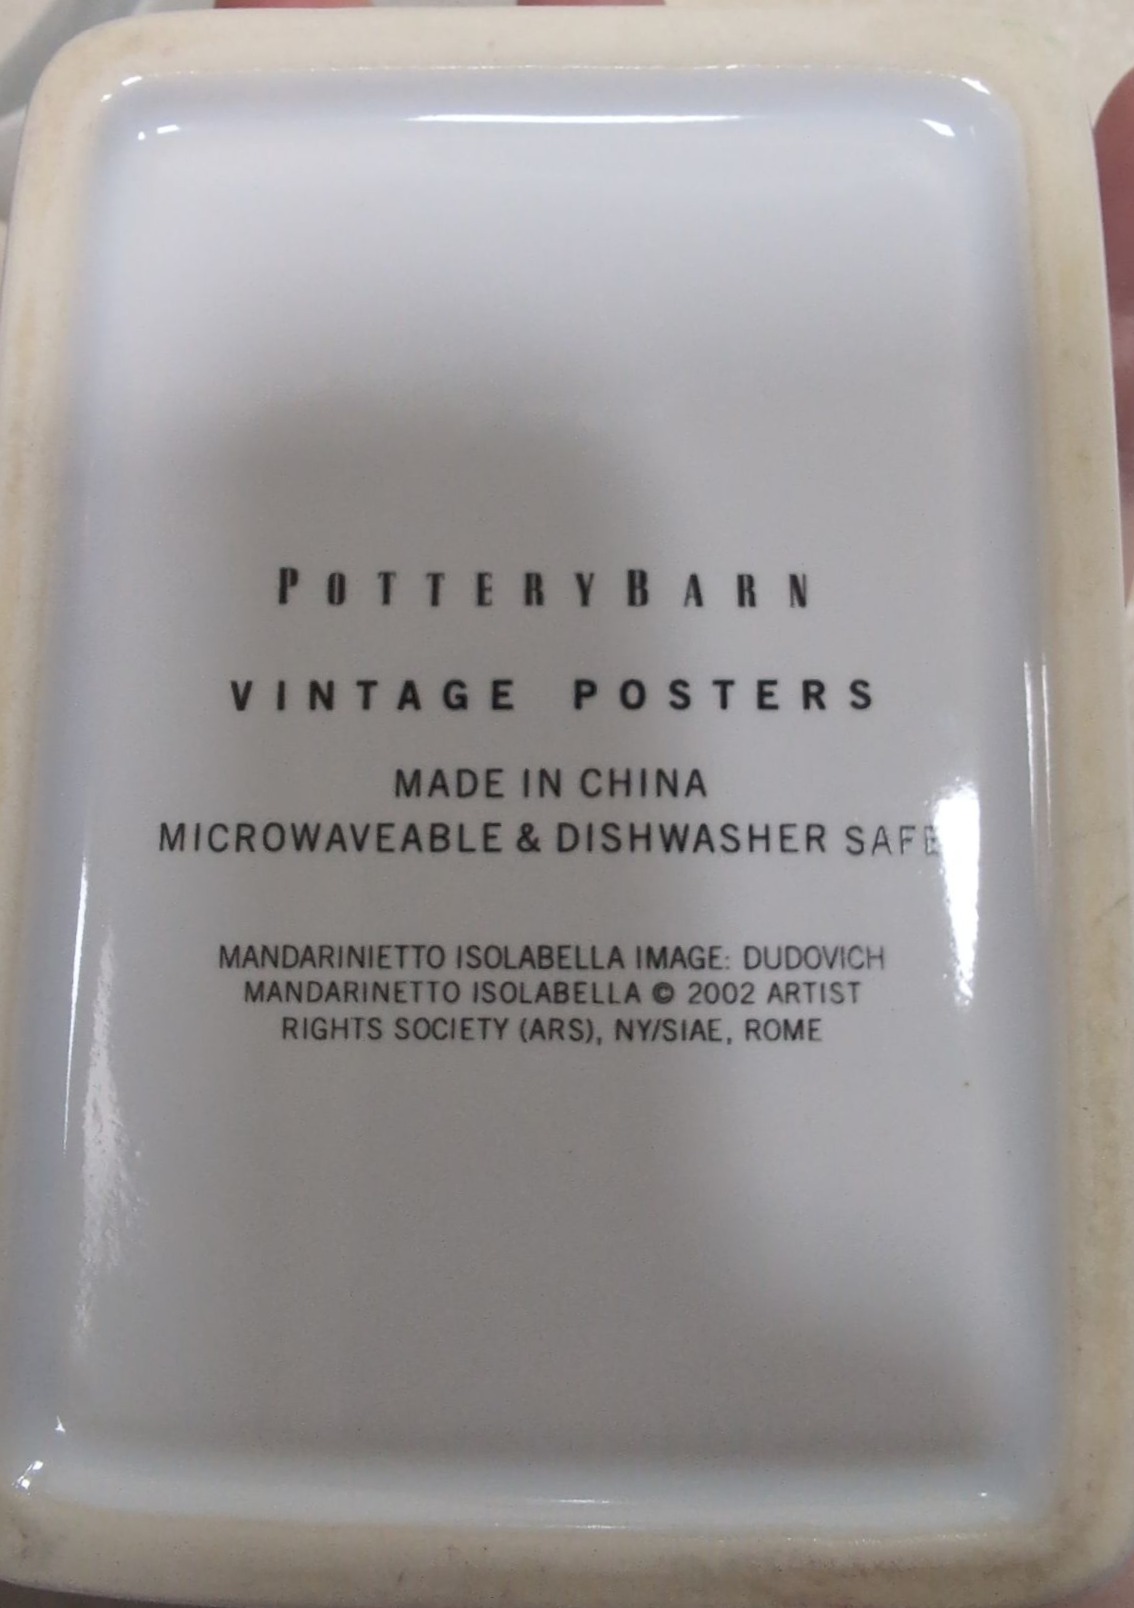 POTTERYBARN
VINTAGE POSTERS
MADE IN CHINA
MICROWAVEABLE & DISHWASHER SAFE
MANDARINIETTO ISOLABELLA IMAGE: DUDOVICH
MANDARINETTO ISOLABELLA © 2002 ARTIST
RIGHTS SOCIETY (ARS), NY/SIAE, ROME